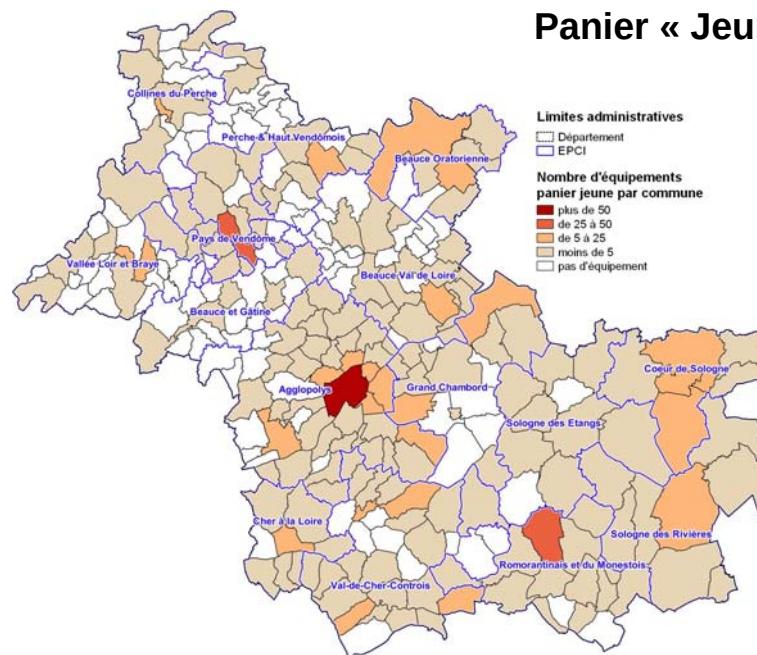 Panier « Jeu
Limites administratives
Département
EPCI
Nombre d'équipements
panier jeune par commune
plus de 50
de 25 à 50
de 5 à 25
moins de 5
pas d'équipement
Collines du Perche
Perche & Haut Vendômois
Beauce Oratorienne
Pays de Vendôme
Vallée Loir et Braye
Beauce Val de Loire
Beauce et Gâtine
Coeur de Sologne
Agglopolys
Grand Chambord
Sologne des Etangs
Cher à la Loire
Sologne des Rivières
Romorantinais et du Monestois
Val-de-Cher-Controis